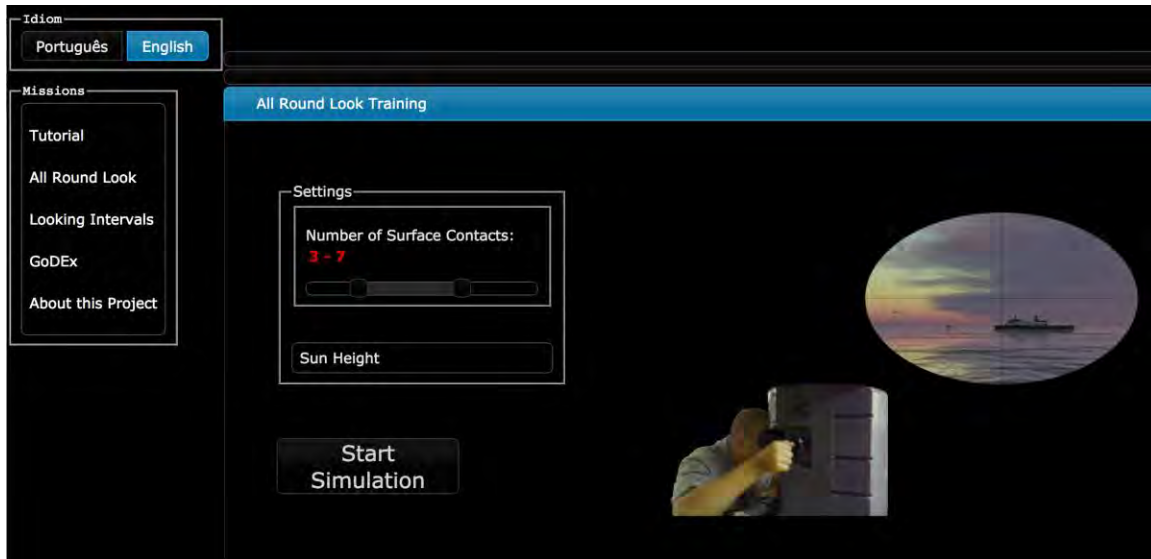 Idiom
Português English
Missions
Tutorial
All Round Look
Looking Intervals
GoDEx
About this Project
All Round Look Training
Settings
Number of Surface Contacts:
3 - 7
Sun Height
Start
Simulation